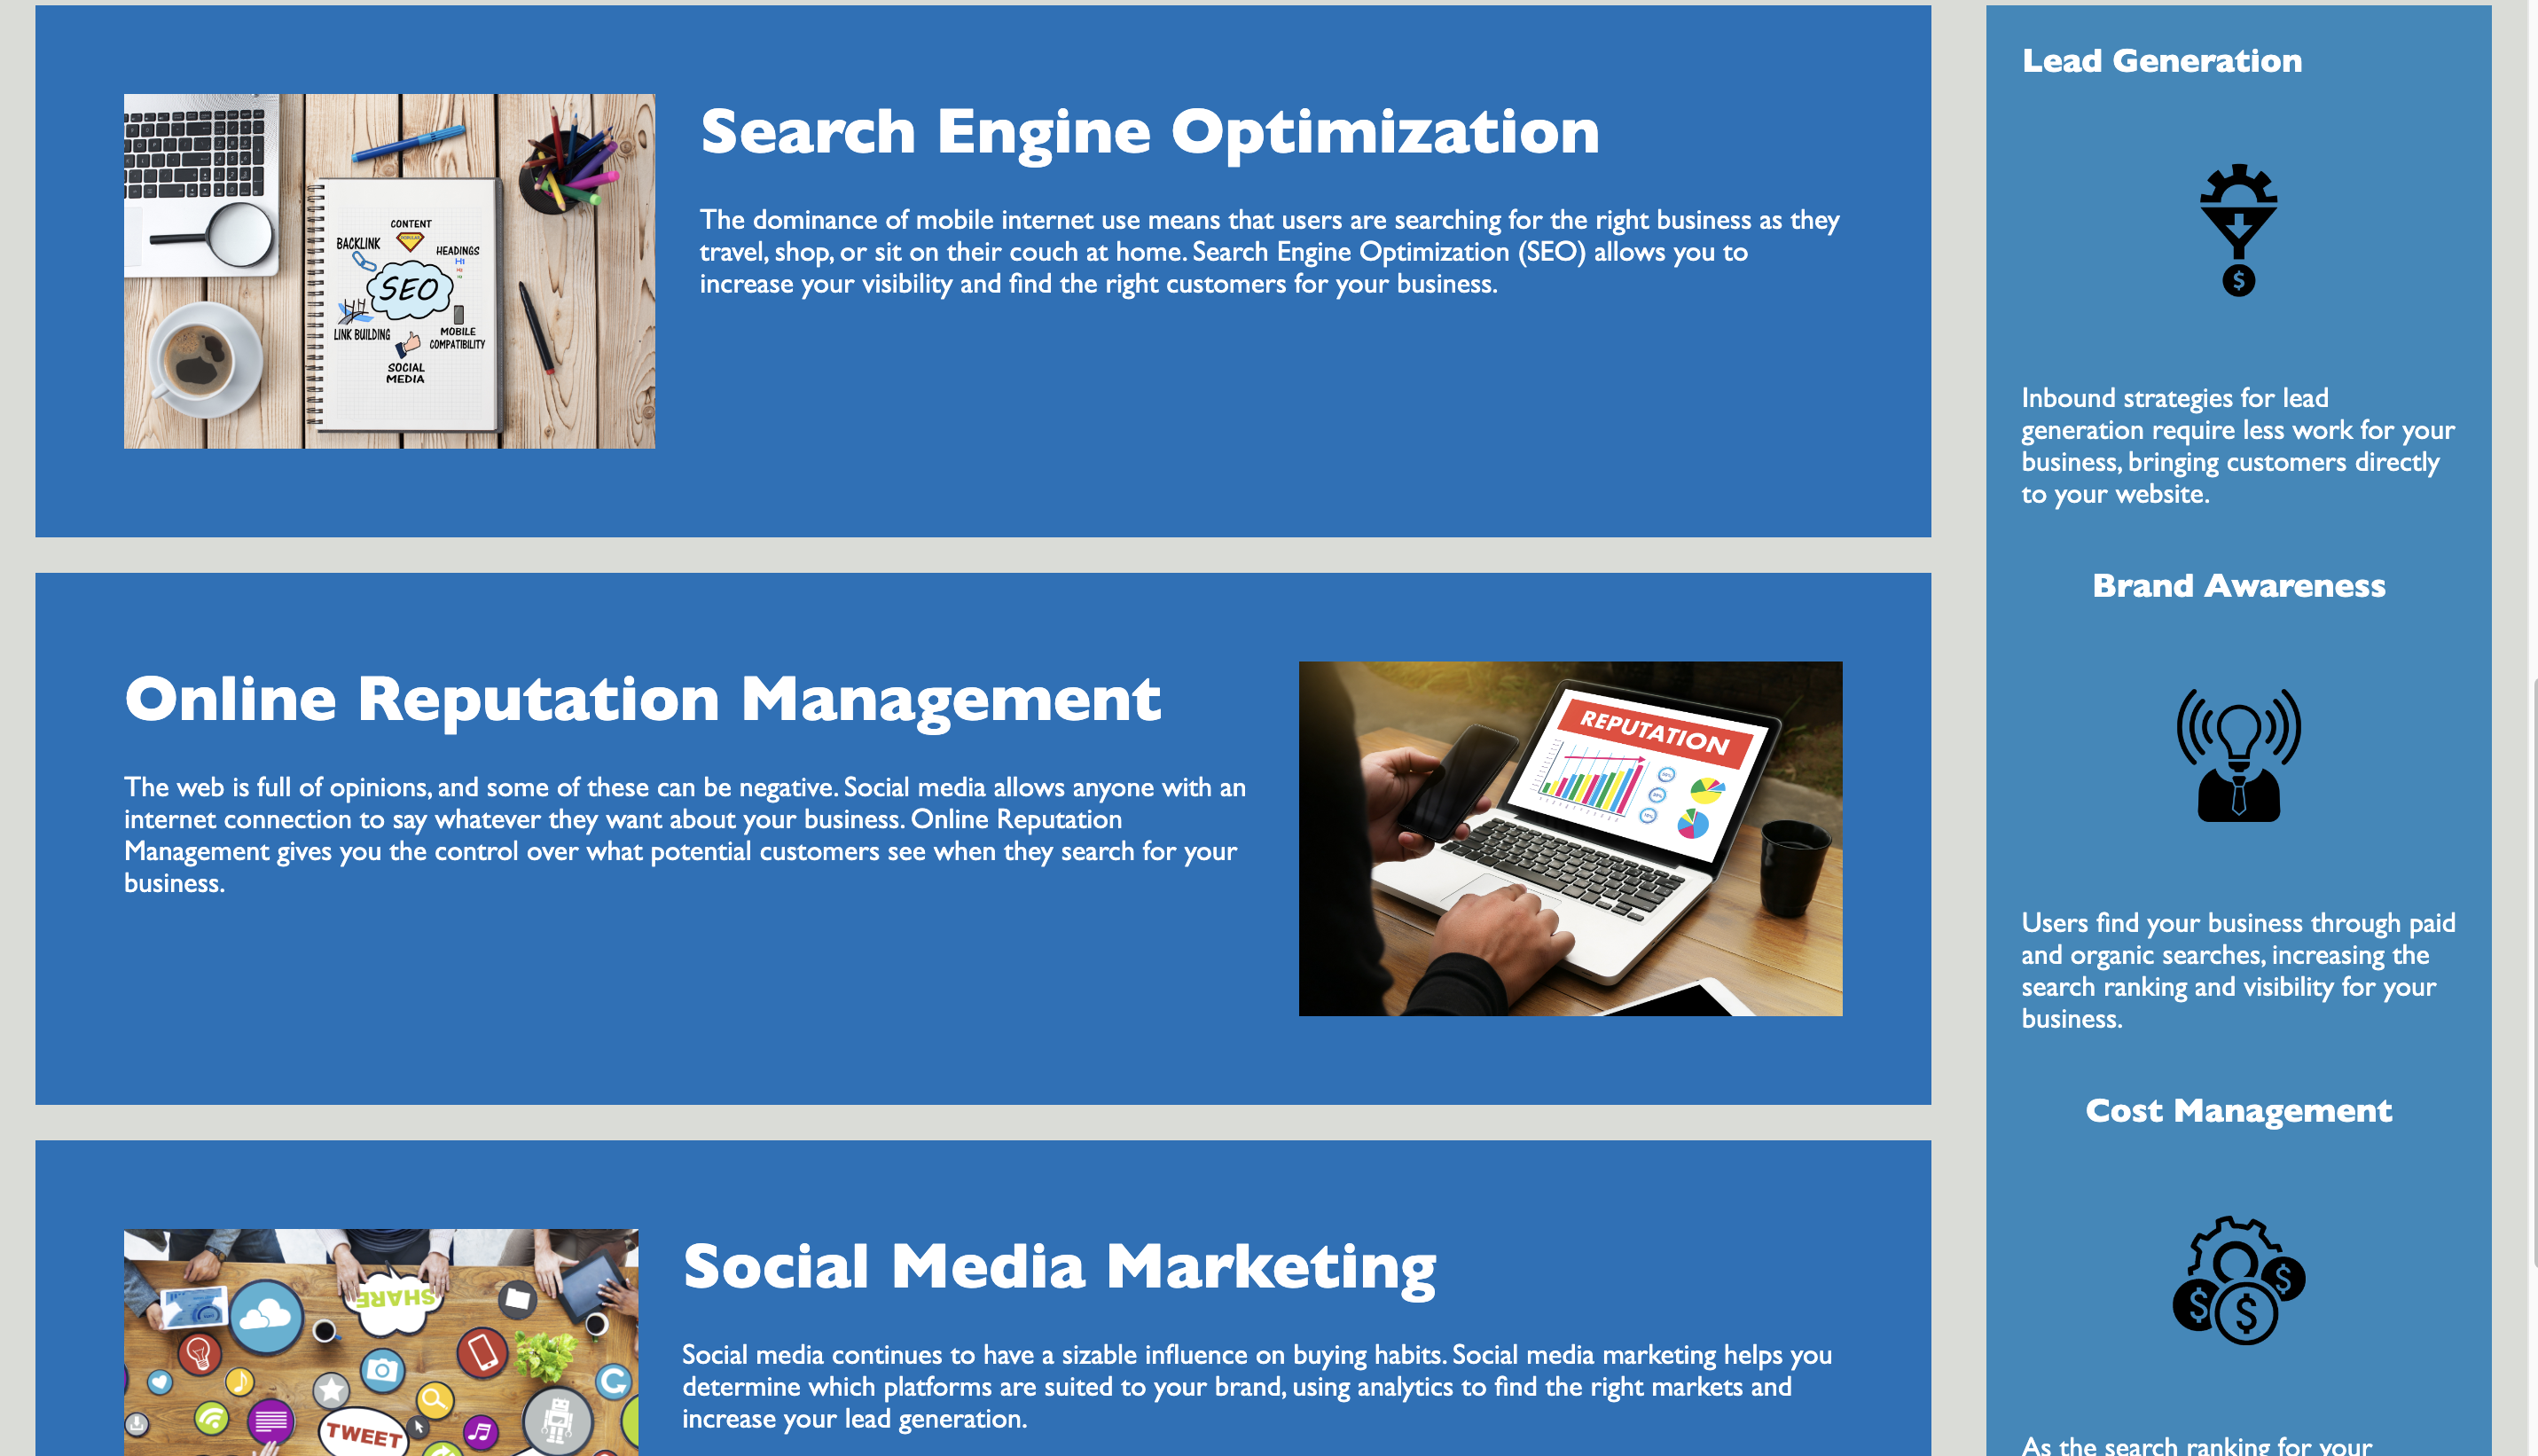 Search Engine Optimization
The dominance of mobile internet use means that users are searching for the right business as they
travel, shop, or sit on their couch at home. Search Engine Optimization (SEO) allows you to
increase your visibility and find the right customers for your business.
CONTENT
BACKLINK
HEADINGS
H1
SEO
LINK BUILDING
MOBILE
COMPATIBILITY
SOCIAL
MEDIA
Online Reputation Management
The web is full of opinions, and some of these can be negative. Social media allows anyone with an
internet connection to say whatever they want about your business. Online Reputation
Management gives you the control over what potential customers see when they search for your
business.
REPUTATION
Social Media Marketing
Social media continues to have a sizable influence on buying habits. Social media marketing helps you
determine which platforms are suited to your brand, using analytics to find the right markets and
increase your lead generation.
SHARE
TWEET
Lead Generation
$
Inbound strategies for lead
generation require less work for your
business, bringing customers directly
to your website.
Brand Awareness
Users find your business through paid
and organic searches, increasing the
search ranking and visibility for your
business.
Cost Management
$ $ $
As the search ranking for your